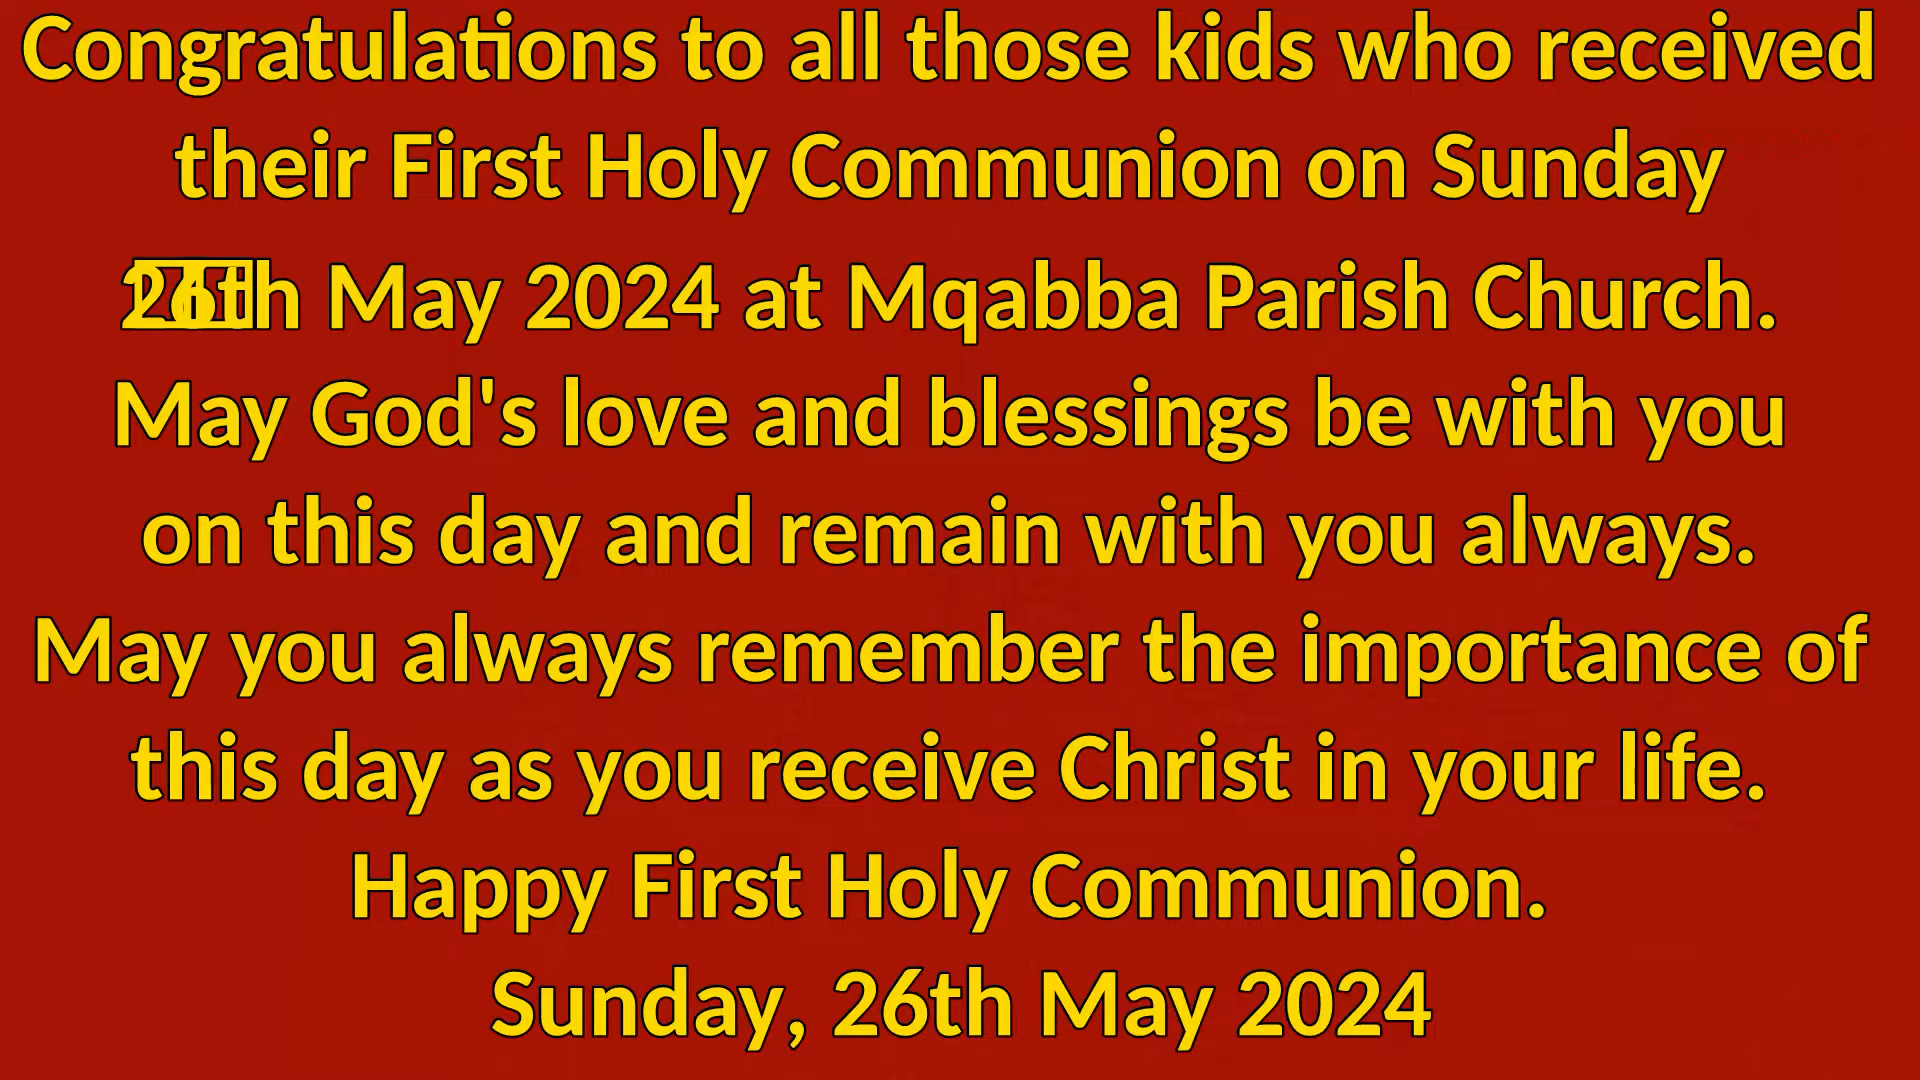 Congratulations to all those kids who received
their First Holy Communion on Sunday
26th May 2024 at Mqabba Parish Church.
May God's love and blessings be with you
on this day and remain with you always.
May you always remember the importance of
this day as you receive Christ in your life.
Happy First Holy Communion.
Sunday, 26th May 2024